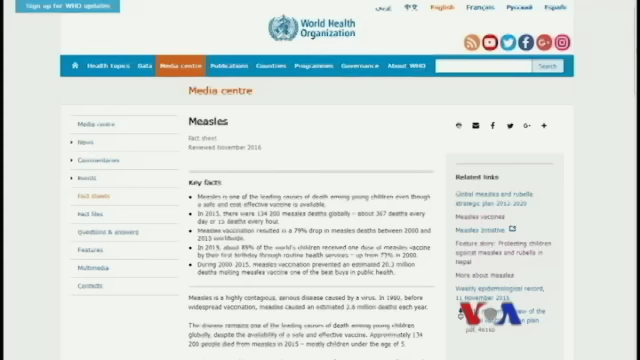 Sign up for WHO updates
中文 English Français Русский Español
World Health
Organization
Health topics Data Media centre Publications Countries Programmes Governance About WHO Search
Media centre
Media centre
News
Commentaries
Events
Fact sheets
Fact files
Questions & answers
Features
Multimedia
Contacts
Measles
Fact sheet
Reviewed November 2016
Key facts
Measles is one of the leading causes of death among young children even though
a safe and cost effective vaccine is available.
In 2015, there were 134 200 measles deaths globally – about 367 deaths every
day or 15 deaths every hour.
Measles vaccination resulted in a 79% drop in measles deaths between 2000 and
2015 worldwide.
In 2015, about 85% of the world's children received one dose of measles vaccine
by their first birthday through routine health services – up from 73% in 2000.
During 2000-2015, measles vaccination prevented an estimated 20.3 million
deaths making measles vaccine one of the best buys in public health.
Measles is a highly contagious, serious disease caused by a virus. In 1980, before
widespread vaccination, measles caused an estimated 2.6 million deaths each year.
The disease remains one of the leading causes of death among young children
globally, despite the availability of a safe and effective vaccine. Approximately 134
200 people died from measles in 2015 – mostly children under the age of 5.
Related links
Global measles and rubella
strategic plan 2012-2020
Measles vaccines
Measles Initiative
Feature story: Protecting children
against measles and rubella in
Nepal
More about measles
Weekly epidemiological record,
11 November 2016
of the
plan
pdf,
VOA